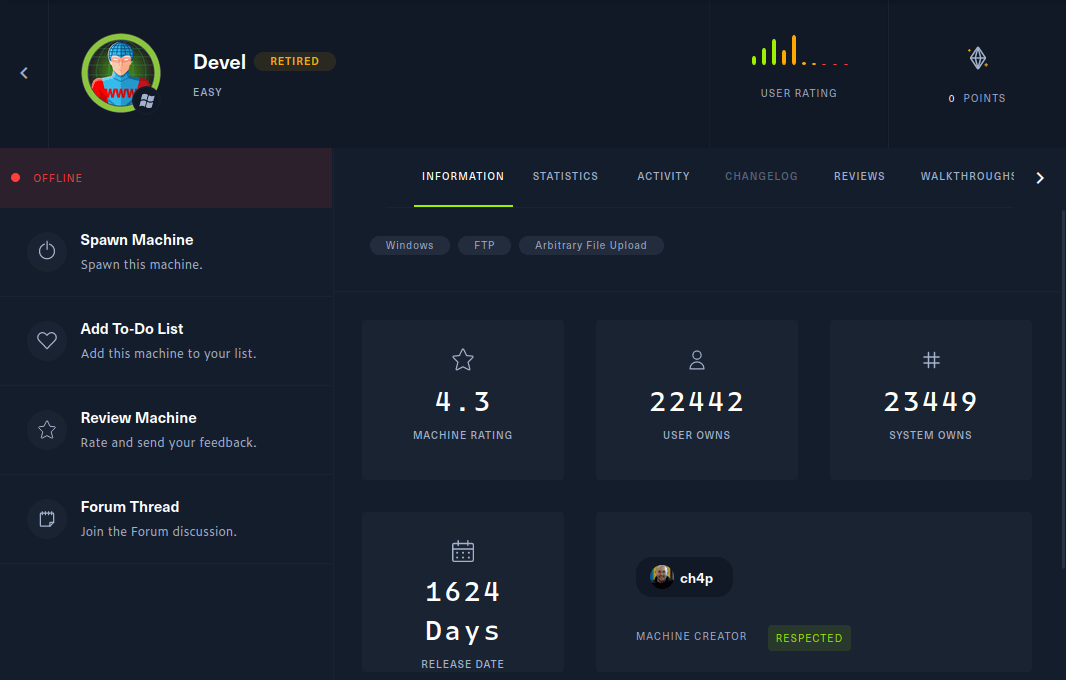 Devel RETIRED
EASY
WWW
USER RATING
0 POINTS
OFFLINE
Spawn Machine
Spawn this machine.
Add To-Do List
Add this machine to your list.
Review Machine
Rate and send your feedback.
Forum Thread
Join the Forum discussion.
INFORMATION STATISTICS ACTIVITY CHANGELOG REVIEWS WALKTHROUGHS
Windows FTP Arbitrary File Upload
4.3
MACHINE RATING
22442
USER OWNS
23449
SYSTEM OWNS
1624
Days
RELEASE DATE
ch4p
MACHINE CREATOR RESPECTED